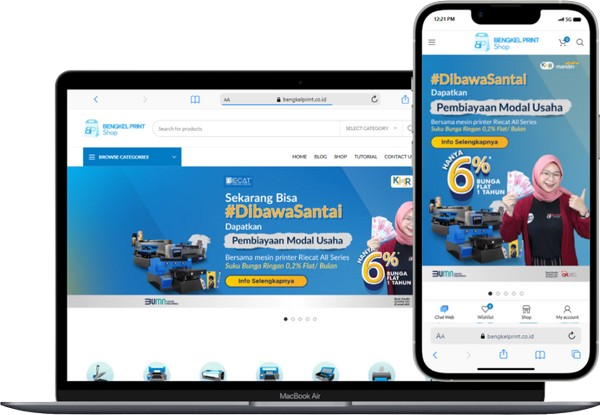 bengkelprint.co.id
BENGKEL PRINT
Shop
Search for products
SELECT CATEGORY
BROWSE CATEGORIES
HOME
BLOG
SHOP
TUTORIAL
CONTACT US
RIECAT
KUR
Sekarang Bisa
#DibawaSantai
Dapatkan
Pembiayaan Modal Usaha
Bersama mesin printer Riecat All Series
Suku Bunga Ringan 0,2% Flat/ Bulan
Info Selengkapnya
HANYA
6%*
BUNGA
FLAT
1 TAHUN
BUMN
MacBook Air
12:21 PM
5G
BENGKEL PRINT
Shop
KUR
mandiri
#DibawaSantai
Dapatkan
Pembiayaan Modal Usaha
Bersama mesin printer Riecat All Series
Suku Bunga Ringan 0,2% Flat/ Bulan
Info Selengkapnya
HANYA
6%*
BUNGA
FLAT
1 TAHUN
BUMN
Chat Web
Wishlist
Shop
My account
AA
bengkelprint.co.id